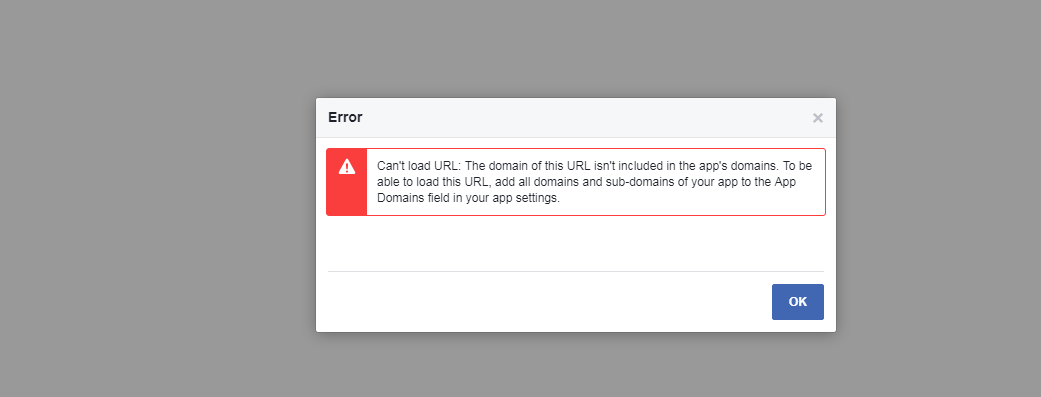 Error
Can't load URL: The domain of this URL isn't included in the app's domains. To be
able to load this URL, add all domains and sub-domains of your app to the App
Domains field in your app settings.
OK